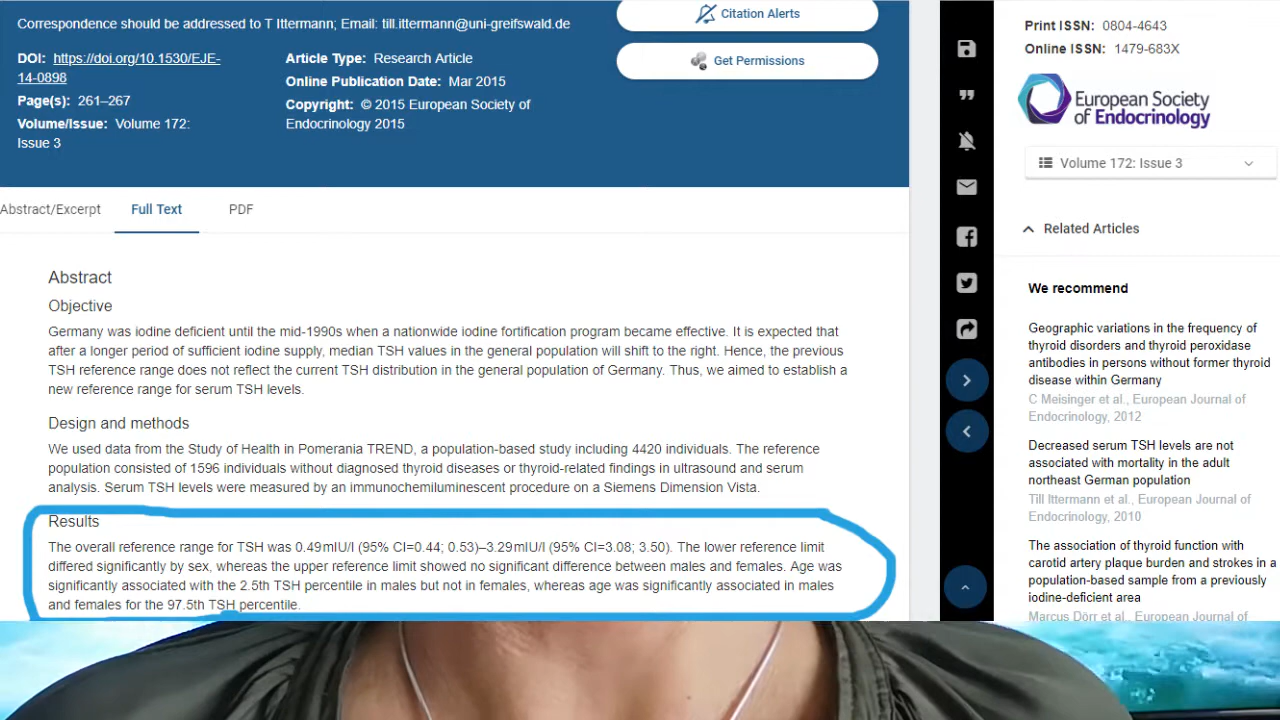 Correspondence should be addressed to T Ittermann; Email: till.ittermann@uni-greifswald.de
DOI: https://doi.org/10.1530/EJE-
14-0898
Page(s): 261–267
Volume/Issue: Volume 172:
Issue 3
Article Type: Research Article
Online Publication Date: Mar 2015
Copyright: © 2015 European Society of
Endocrinology 2015
Citation Alerts
Get Permissions
Abstract/Excerpt
Full Text
PDF
Abstract
Objective
Germany was iodine deficient until the mid-1990s when a nationwide iodine fortification program became effective. It is expected that
after a longer period of sufficient iodine supply, median TSH values in the general population will shift to the right. Hence, the previous
TSH reference range does not reflect the current TSH distribution in the general population of Germany. Thus, we aimed to establish a
new reference range for serum TSH levels.
Design and methods
We used data from the Study of Health in Pomerania TREND, a population-based study including 4420 individuals. The reference
population consisted of 1596 individuals without diagnosed thyroid diseases or thyroid-related findings in ultrasound and serum
analysis. Serum TSH levels were measured by an immunochemiluminescent procedure on a Siemens Dimension Vista.
Results
The overall reference range for TSH was 0.49mIU/l (95% CI=0.44; 0.53)–3.29mIU/l (95% CI=3.08; 3.50). The lower reference limit
differed significantly by sex, whereas the upper reference limit showed no significant difference between males and females. Age was
significantly associated with the 2.5th TSH percentile in males but not in females, whereas age was significantly associated in males
and females for the 97.5th TSH percentile.
Print ISSN: 0804-4643
Online ISSN: 1479-683X
European Society
of Endocrinology
Volume 172: Issue 3
Related Articles
We recommend
Geographic variations in the frequency of
thyroid disorders and thyroid peroxidase
antibodies in persons without former thyroid
disease within Germany
C Meisinger et al., European Journal of
Endocrinology, 2012
Decreased serum TSH levels are not
associated with mortality in the adult
northeast German population
Till Ittermann et al., European Journal of
Endocrinology, 2010
The association of thyroid function with
carotid artery plaque burden and strokes in a
population-based sample from a previously
iodine-deficient area
Marcus Dörr et al., European Journal of